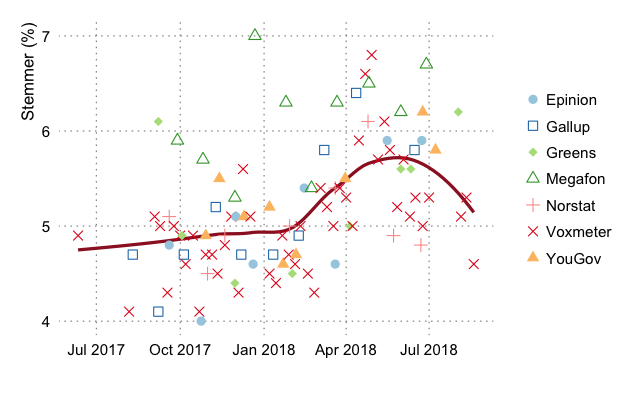 Stemmer (%)
7
6
5
4
Jul 2017
Oct 2017
Jan 2018
Apr 2018
Jul 2018
Epinion
Gallup
Greens
Megafon
Norstat
Voxmeter
YouGov